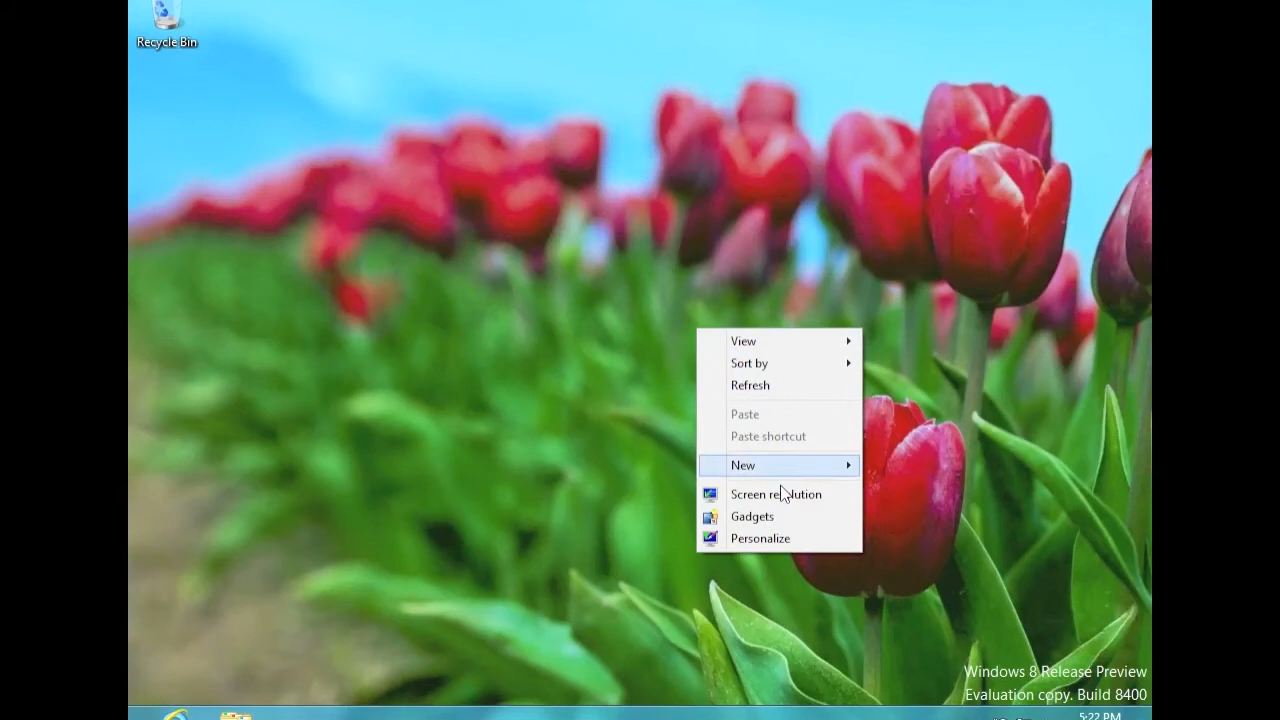 Recycle Bin
View
Sort by
Refresh
Paste
Paste shortcut
New
Screen resolution
Gadgets
Personalize
Windows 8 Release Preview
Evaluation copy. Build 8400
5:22 PM